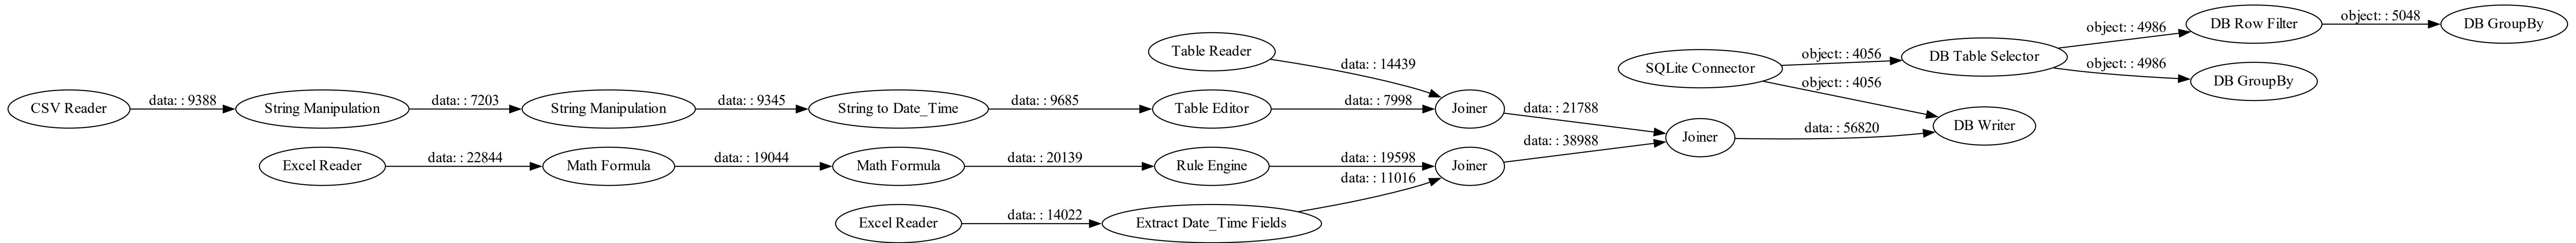 DB Row Filter
object: : 5048
DB GroupBy
object: : 4986
Table Reader
object: : 4056
DB Table Selector
data: : 14439
SQLite Connector
object: : 4986
DB GroupBy
object: : 4056
CSV Reader
data: : 9388
String Manipulation
data: : 7203
String Manipulation
data: : 9345
String to Date_Time
data: : 9685
Table Editor
data: : 7998
Joiner
data: : 21788
DB Writer
Joiner
data: : 56820
Excel Reader
data: : 22844
Math Formula
data: : 19044
Math Formula
data: : 20139
Rule Engine
data: : 19598
Joiner
data: : 38988
data: : 11016
Excel Reader
data: : 14022
Extract Date_Time Fields